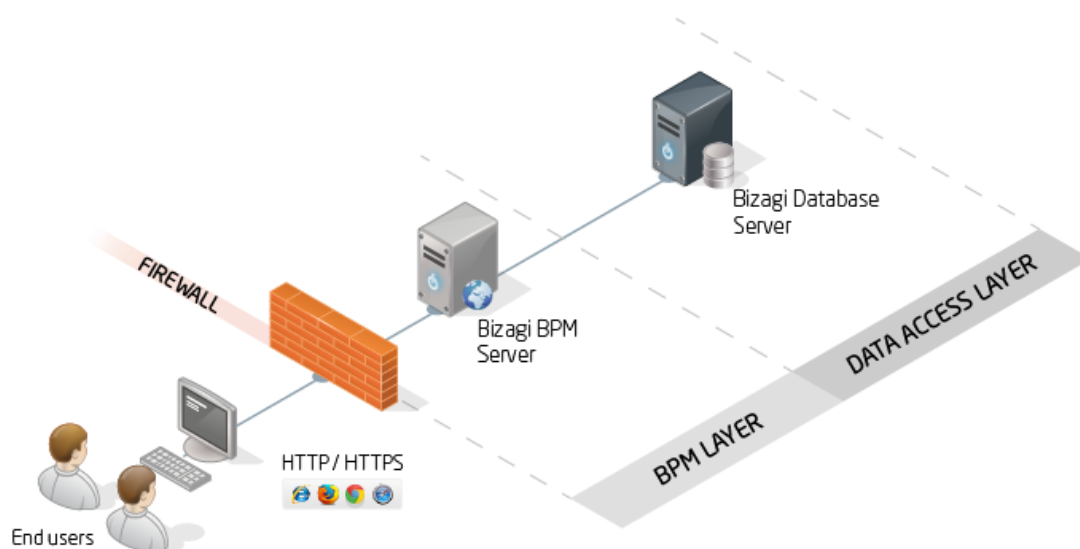 Bizagi Database
Server
FIREWALL
DATA ACCESS LAYER
Bizagi BPM
Server
BPM LAYER
HTTP / HTTPS
End users